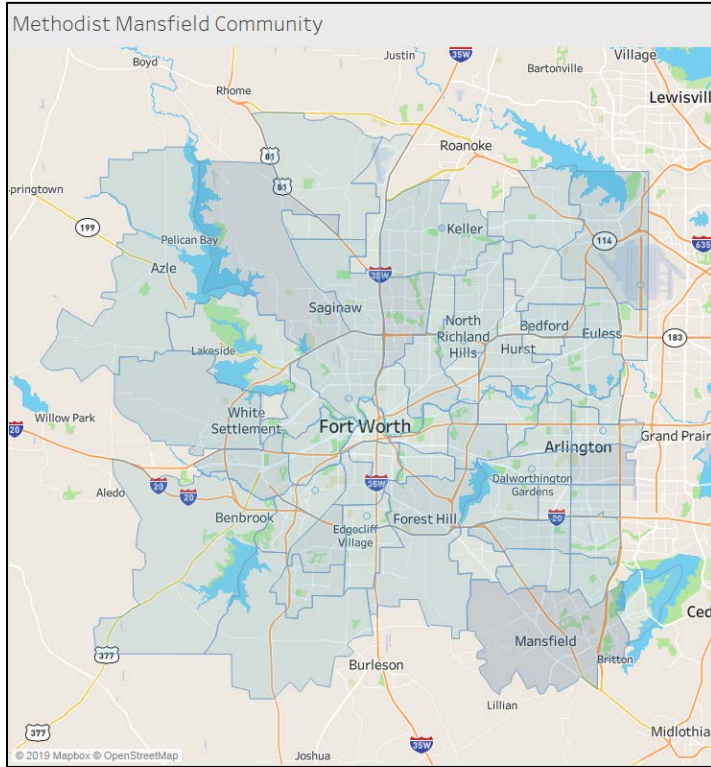 Methodist Mansfield Community
35W
Justin
Village
Boyd
Bartonville
Lewisvill
Rhome
Roanoke
81
81
Springtown
199
Keller
114
635
Pelican Bay
Azle
35W
Saginaw
North
Richland
Hills
Bedford
Euless
Hurst
183
Lakeside
Willow Park
20
White
Settlement
Fort Worth
Arlington
Grand Prair
Aledo
20
20
35W
Dalworthington
Gardens
Benbrook
Forest Hill
20
Edgecliff
Village
Ced
Mansfield
377
Burleson
Britton
Lillian
377
35W
Midlothia
Joshua
© 2019 Mapbox © OpenStreetMap